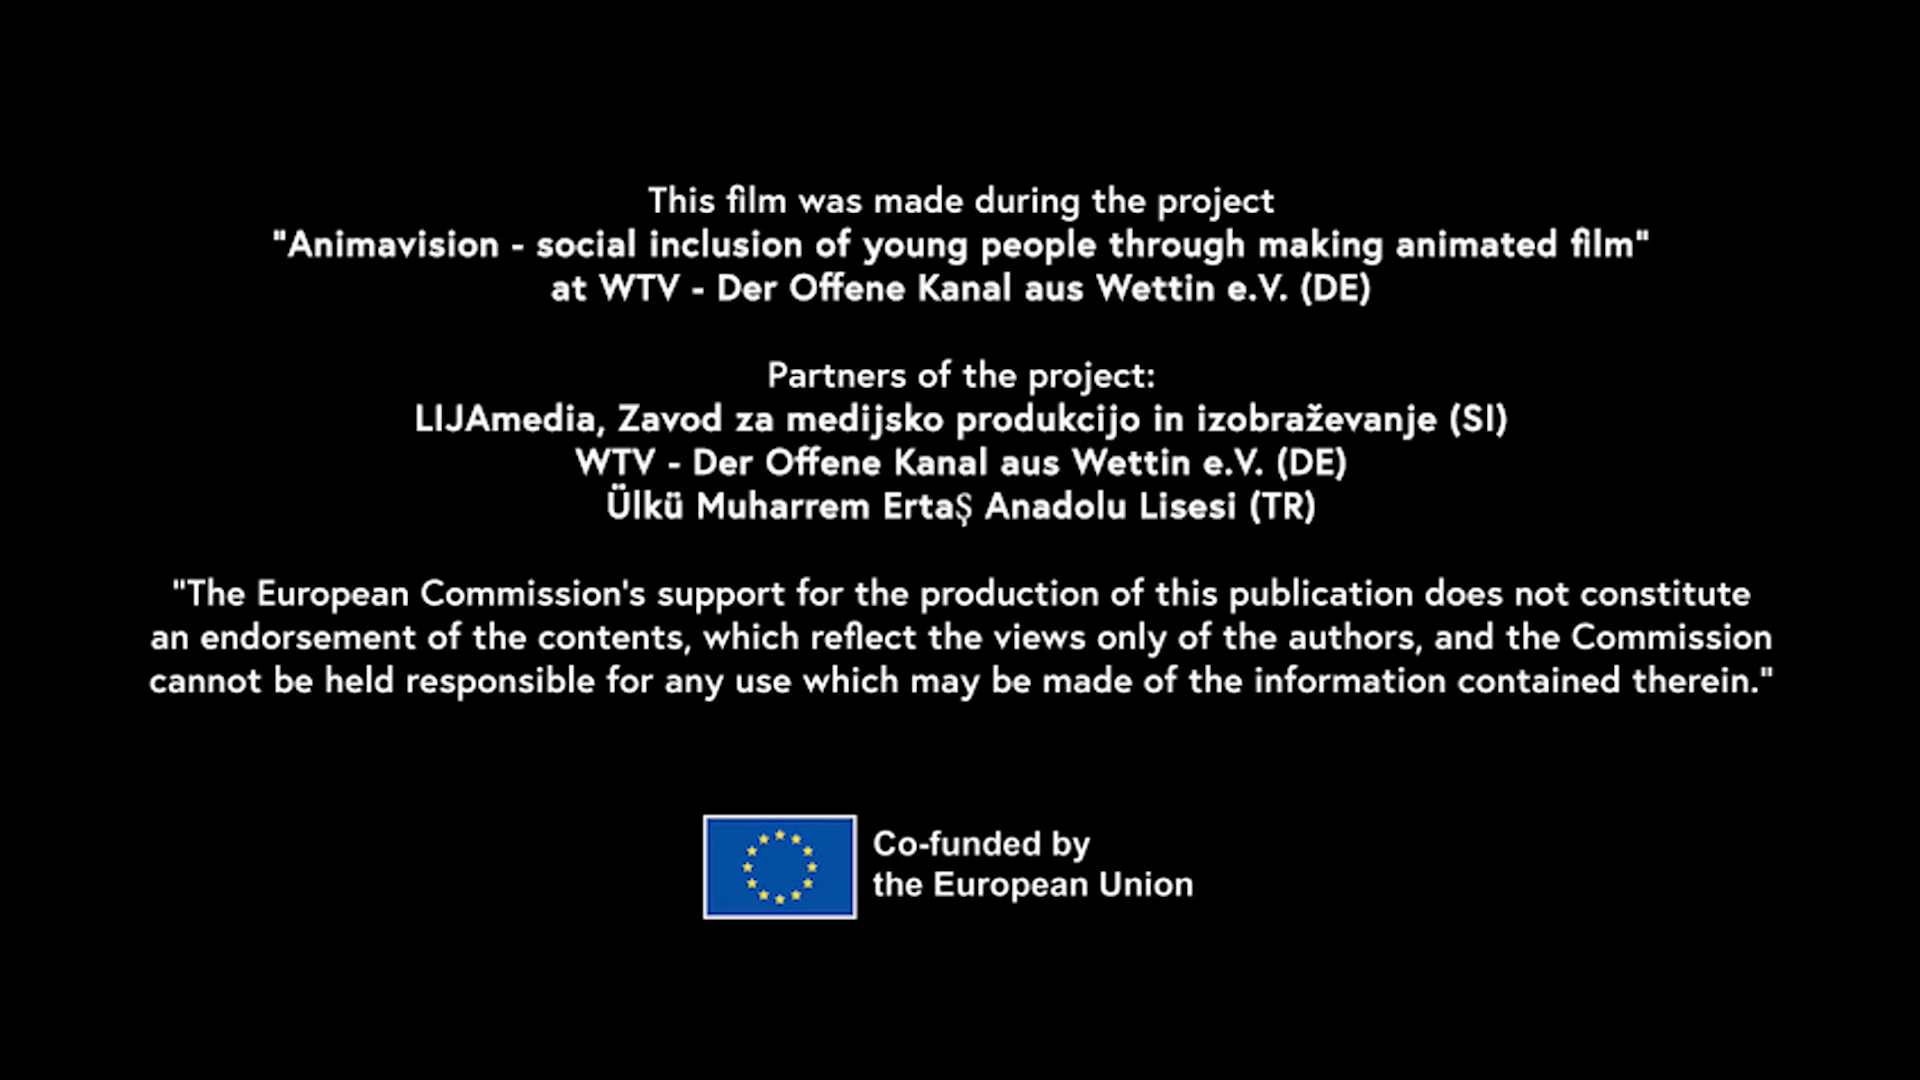 This film was made during the project
"Animavision - social inclusion of young people through making animated film"
at WTV - Der Offene Kanal aus Wettin e.V. (DE)
Partners of the project:
LIJAmedia, Zavod za medijsko produkcijo in izobraževanje (SI)
WTV - Der Offene Kanal aus Wettin e.V. (DE)
Ülkü Muharrem ErtaŞ Anadolu Lisesi (TR)
"The European Commission's support for the production of this publication does not constitute
an endorsement of the contents, which reflect the views only of the authors, and the Commission
cannot be held responsible for any use which may be made of the information contained therein."
Co-funded by
the European Union